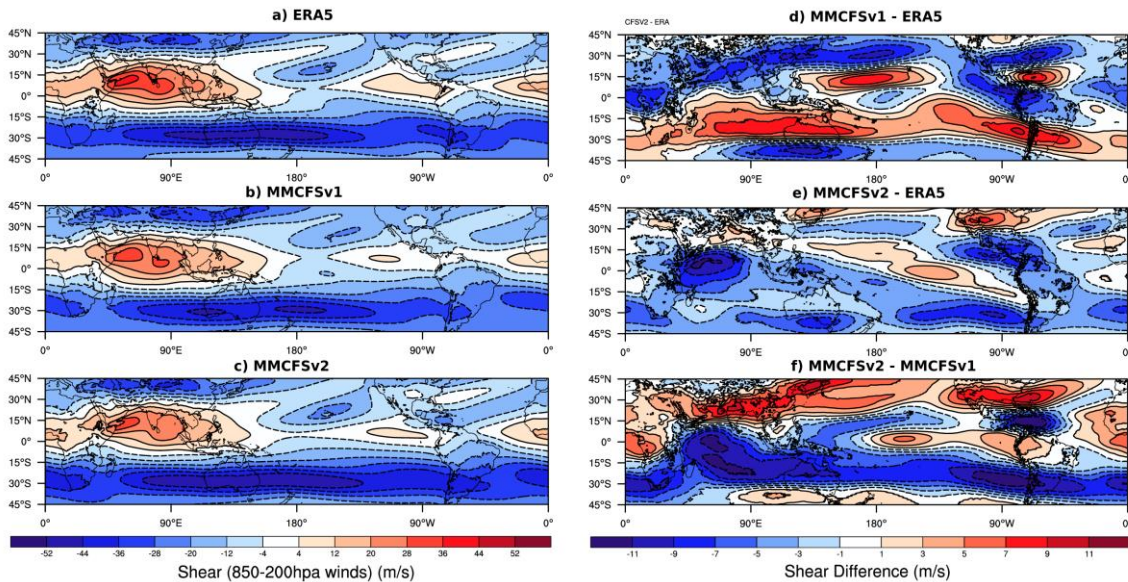 a) ERA5
45°N
30°N
15°N
0°
15°S
30°S
45°S
0° 90°E 180° 90°W 0°
b) MMCFSv1
45°N
30°N
15°N
0°
15°S
30°S
45°S
0° 90°E 180° 90°W 0°
c) MMCFSv2
45°N
30°N
15°N
0°
15°S
30°S
45°S
0° 90°E 180° 90°W 0°
-52 -44 -36 -28 -20 -12 -4 4 12 20 28 36 44 52
Shear (850-200hpa winds) (m/s)
CFSV2 - ERA
d) MMCFSv1 - ERA5
45°N
30°N
15°N
0°
15°S
30°S
45°S
0° 90°E 180° 90°W 0°
e) MMCFSv2 - ERA5
45°N
30°N
15°N
0°
15°S
30°S
45°S
0° 90°E 180° 90°W 0°
f) MMCFSv2 - MMCFSv1
45°N
30°N
15°N
0°
15°S
30°S
45°S
0° 90°E 180° 90°W 0°
-11 -9 -7 -5 -3 -1 1 3 5 7 9 11
Shear Difference (m/s)